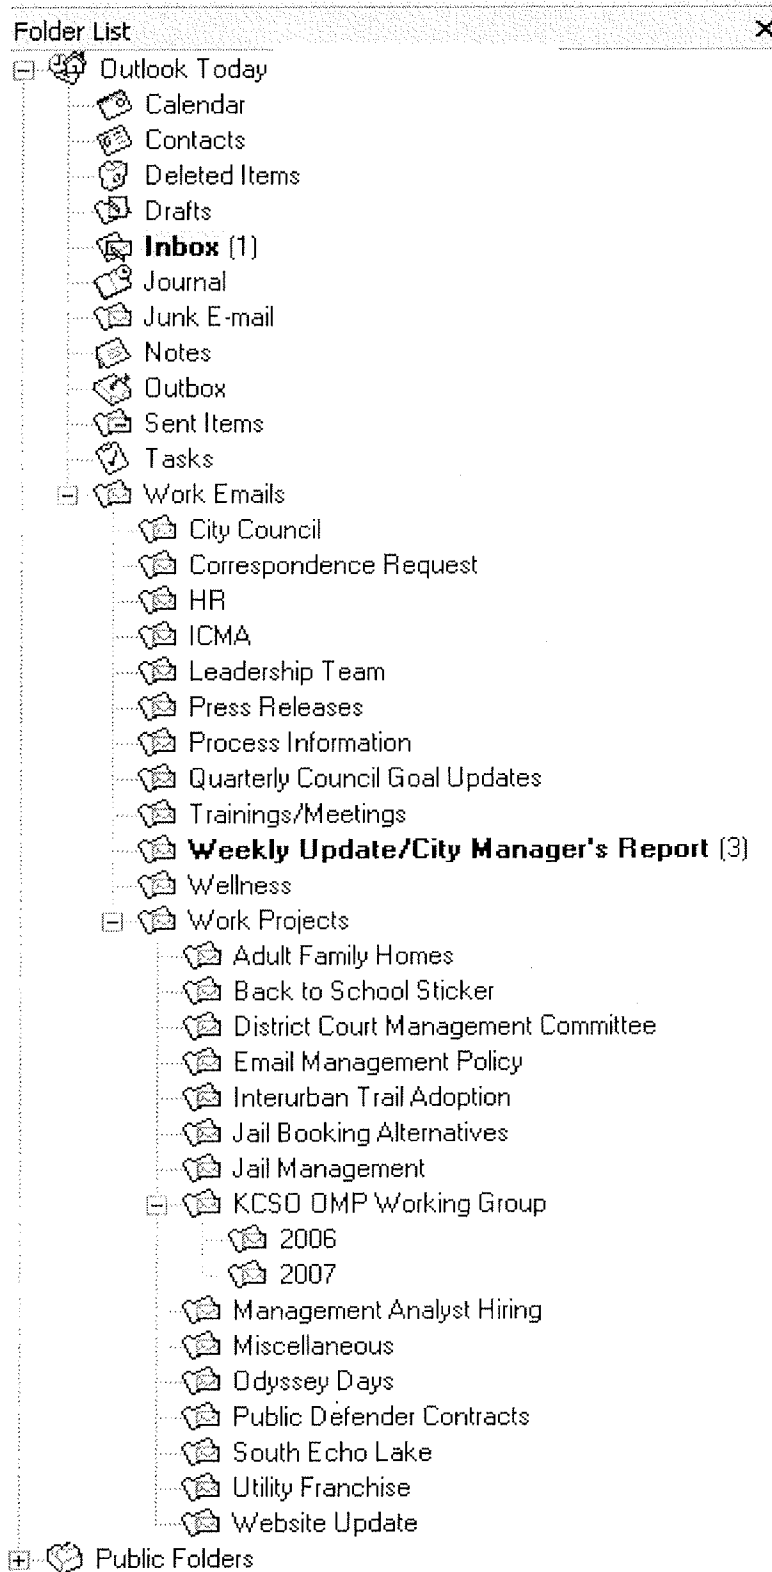 Folder List
Outlook Today
Calendar
Contacts
Deleted Items
Drafts
Inbox (1)
Journal
Junk E-mail
Notes
Outbox
Sent Items
Tasks
Work Emails
City Council
Correspondence Request
HR
ICMA
Leadership Team
Press Releases
Process Information
Quarterly Council Goal Updates
Trainings/Meetings
Weekly Update/City Manager's Report (3)
Wellness
Work Projects
Adult Family Homes
Back to School Sticker
District Court Management Committee
Email Management Policy
Interurban Trail Adoption
Jail Booking Alternatives
Jail Management
KCSO OMP Working Group
2006
2007
Management Analyst Hiring
Miscellaneous
Odyssey Days
Public Defender Contracts
South Echo Lake
Utility Franchise
Website Update
Public Folders